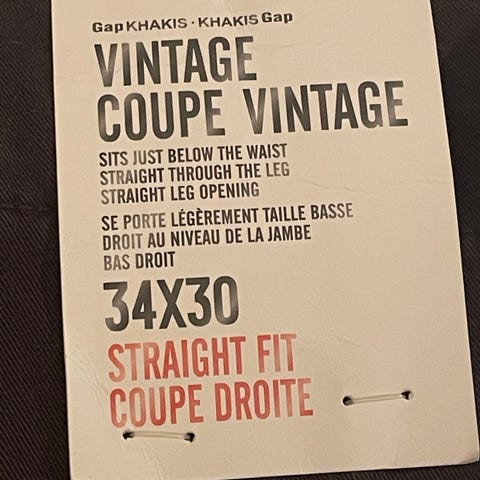 Gap KHAKIS · KHAKIS Gap
VINTAGE
COUPE VINTAGE
SITS JUST BELOW THE WAIST
STRAIGHT THROUGH THE LEG
STRAIGHT LEG OPENING
SE PORTE LÉGÈREMENT TAILLE BASSE
DROIT AU NIVEAU DE LA JAMBE
BAS DROIT
34X30
STRAIGHT FIT
COUPE DROITE